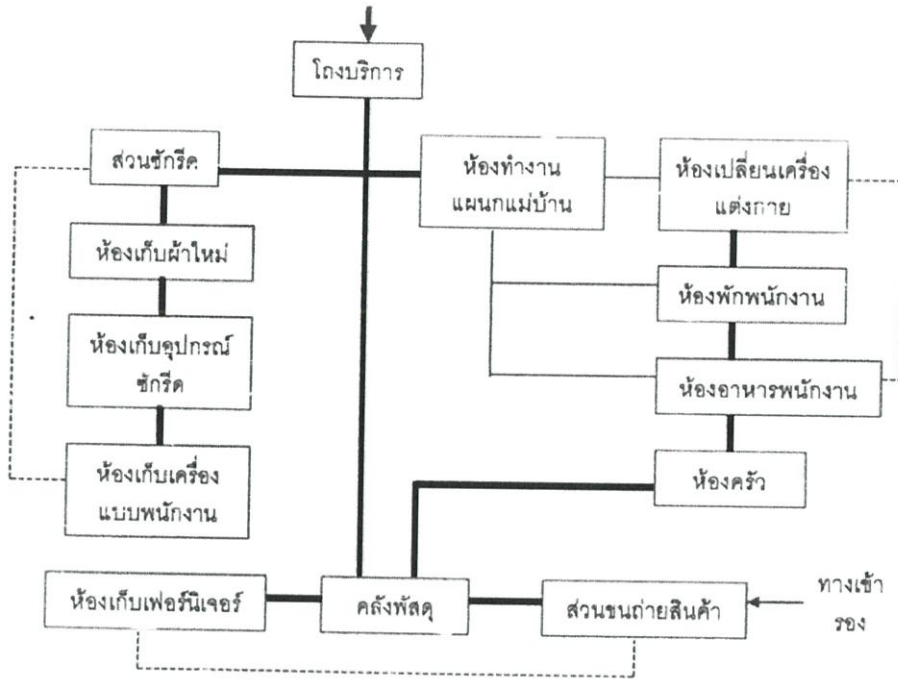 โถงบริการ
ส่วนซักรีด
ห้องทำงาน
แผนกแม่บ้าน
ห้องเปลี่ยนเครื่อง
แต่งกาย
ห้องเก็บผ้าใหม่
ห้องพักพนักงาน
ห้องเก็บอุปกรณ์
ซักรีด
ห้องอาหารพนักงาน
ห้องเก็บเครื่อง
แบบพนักงาน
ห้องครัว
ห้องเก็บเฟอร์นิเจอร์
คลังพัสดุ
ส่วนขนถ่ายสินค้า
ทางเข้า
รอง